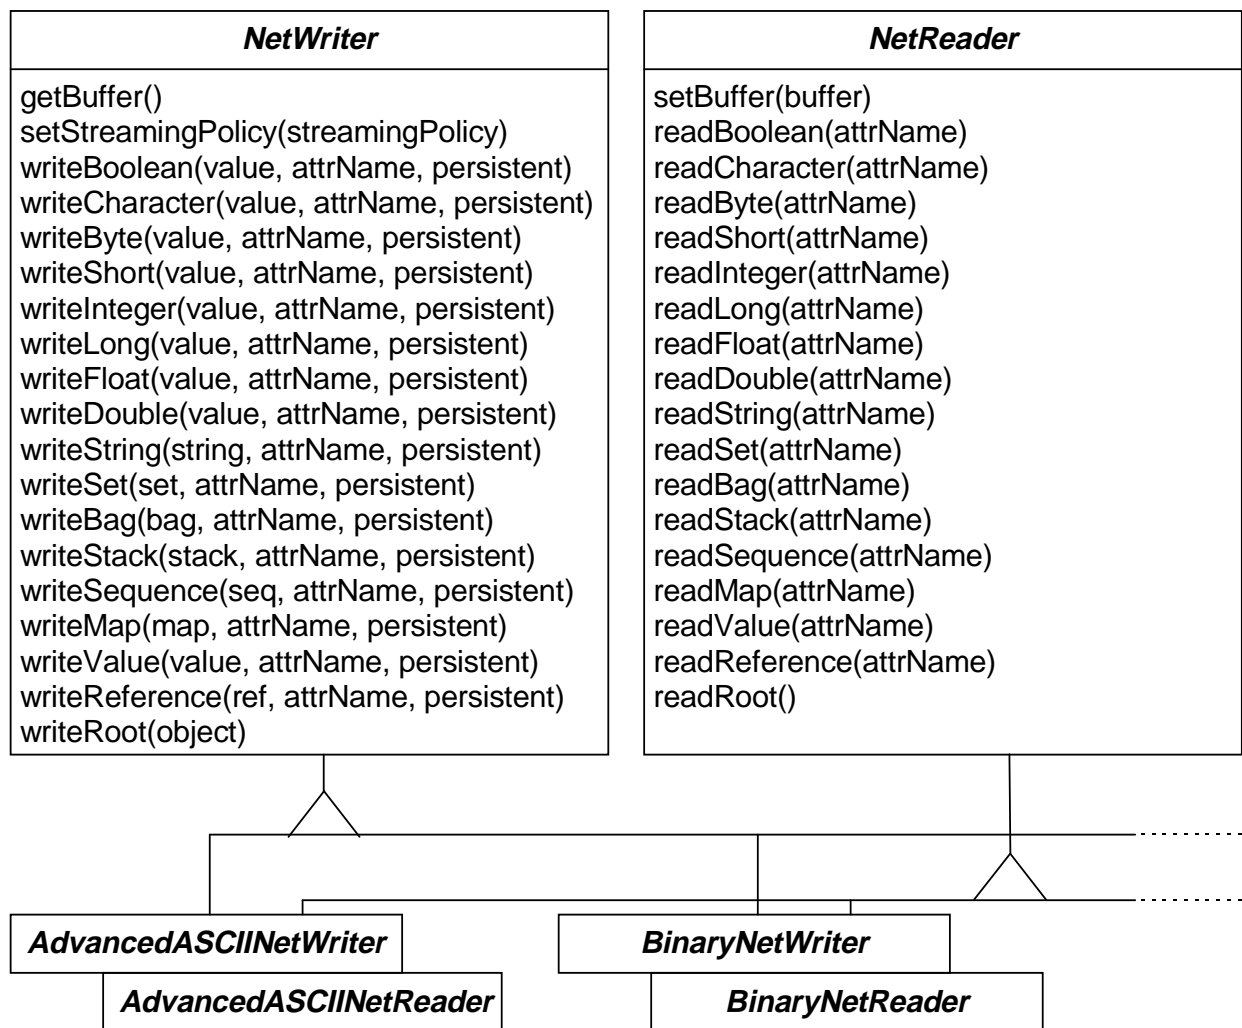 NetWriter
getBuffer()
setStreamingPolicy(streamingPolicy)
writeBoolean(value, attrName, persistent)
writeCharacter(value, attrName, persistent)
writeByte(value, attrName, persistent)
writeShort(value, attrName, persistent)
writeInteger(value, attrName, persistent)
writeLong(value, attrName, persistent)
writeFloat(value, attrName, persistent)
writeDouble(value, attrName, persistent)
writeString(string, attrName, persistent)
writeSet(set, attrName, persistent)
writeBag(bag, attrName, persistent)
writeStack(stack, attrName, persistent)
writeSequence(seq, attrName, persistent)
writeMap(map, attrName, persistent)
writeValue(value, attrName, persistent)
writeReference(ref, attrName, persistent)
writeRoot(object)
NetReader
setBuffer(buffer)
readBoolean(attrName)
readCharacter(attrName)
readByte(attrName)
readShort(attrName)
readInteger(attrName)
readLong(attrName)
readFloat(attrName)
readDouble(attrName)
readString(attrName)
readSet(attrName)
readBag(attrName)
readStack(attrName)
readSequence(attrName)
readMap(attrName)
readValue(attrName)
readReference(attrName)
readRoot()
AdvancedASCIINetWriter
AdvancedASCIINetReader
BinaryNetWriter
BinaryNetReader